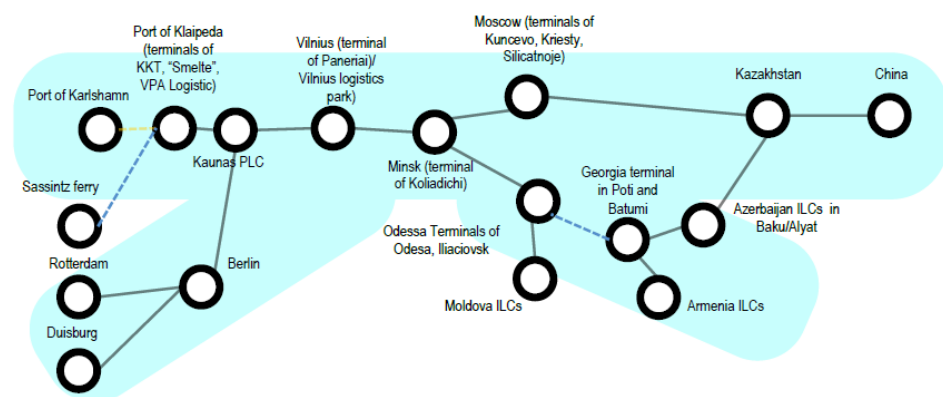 Port of Klaipeda
(terminals of
KKT, “Smelte”,
VPA Logistic)
Vilnius (terminal
of Paneriai)/
Vilnius logistics
park)
Moscow (terminals of
Kuncevo, Kriesty,
Silicatnoje)
Kazakhstan
China
Port of Karlshamn
Kaunas PLC
Minsk (terminal
of Koliadichi)
Georgia terminal
in Poti and
Batumi)
Sassintz ferry
Azerbaijan ILCs in
Baku/Alyat
Odessa Terminals of
Odesa, Iliaciovsk
Rotterdam
Berlin
Moldova ILCs
Armenia ILCs
Duisburg